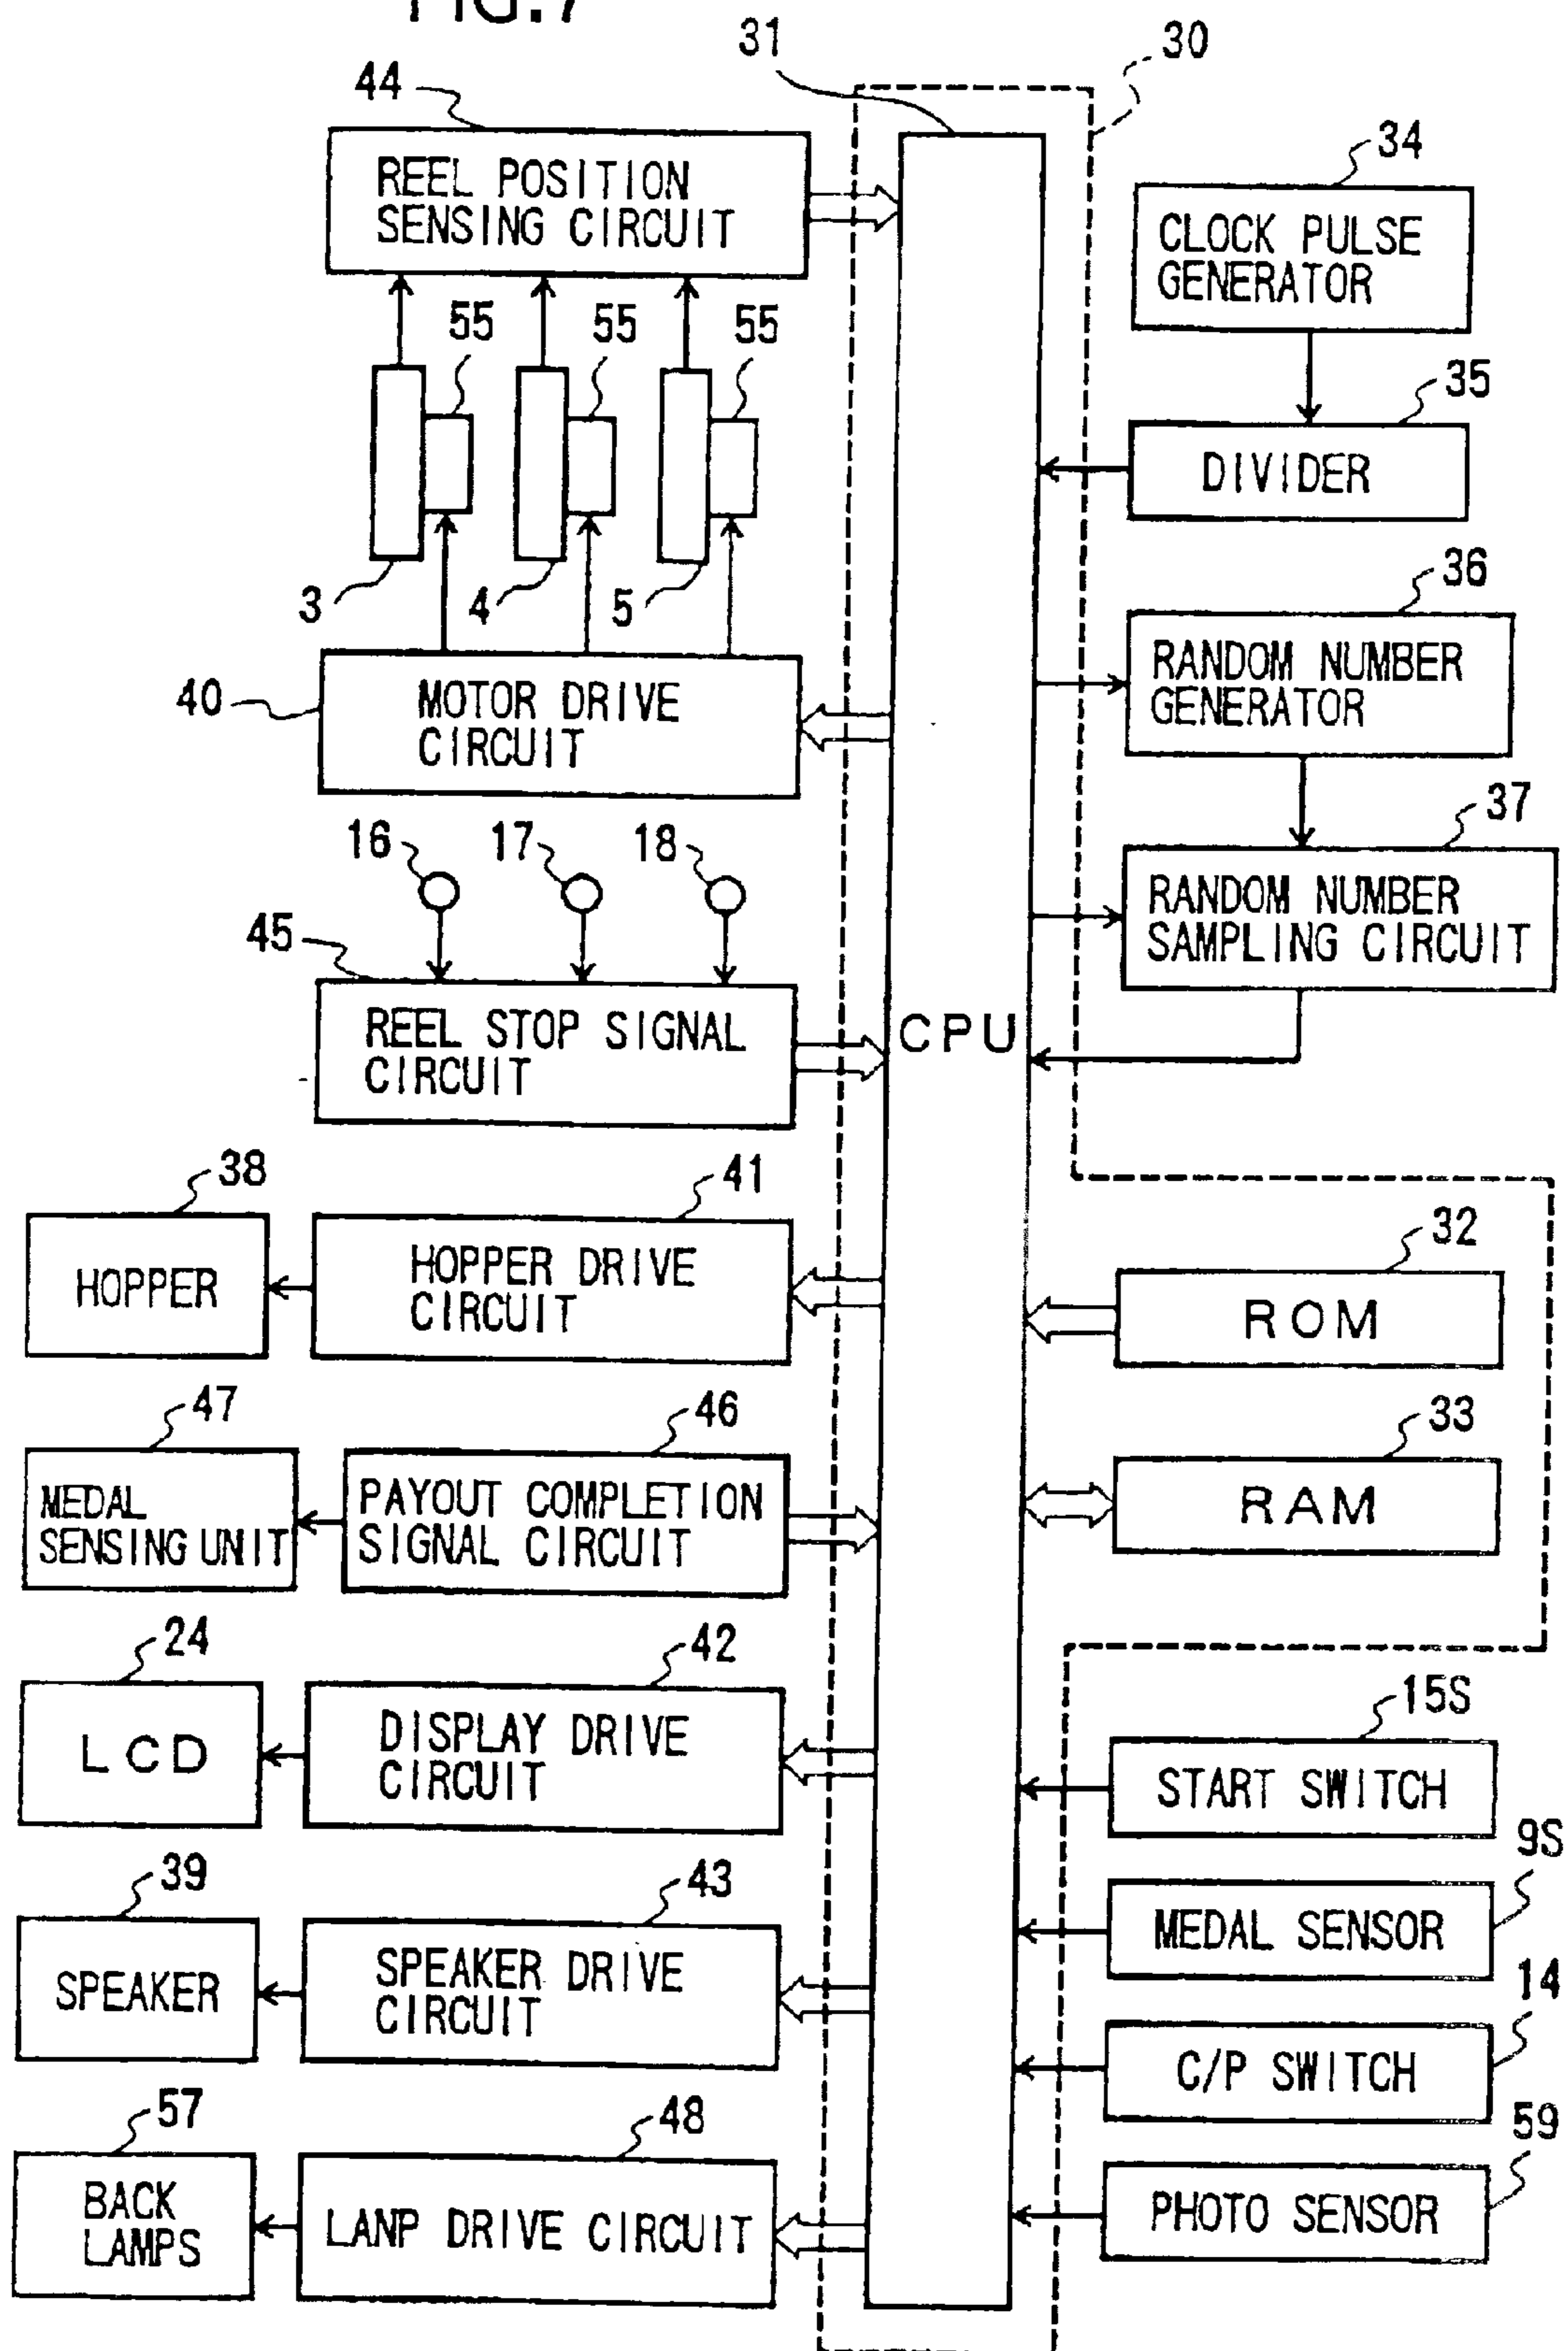 FIG.7
31
30
44
REEL POSITION
SENSING CIRCUIT
34
CLOCK PULSE
GENERATOR
55
55
55
35
DIVIDER
3
4
5
36
RANDOM NUMBER
GENERATOR
40
MOTOR DRIVE
CIRCUIT
37
RANDOM NUMBER
SAMPLING CIRCUIT
16
17
18
45
REEL STOP SIGNAL
CIRCUIT
CPU
38
HOPPER
41
HOPPER DRIVE
CIRCUIT
32
ROM
47
MEDAL
SENSING UNIT
46
PAYOUT COMPLETION
SIGNAL CIRCUIT
33
RAM
24
LCD
42
DISPLAY DRIVE
CIRCUIT
15S
START SWITCH
39
SPEAKER
43
SPEAKER DRIVE
CIRCUIT
9S
MEDAL SENSOR
14
C/P SWITCH
57
BACK
LAMPS
48
LANP DRIVE CIRCUIT
59
PHOTO SENSOR